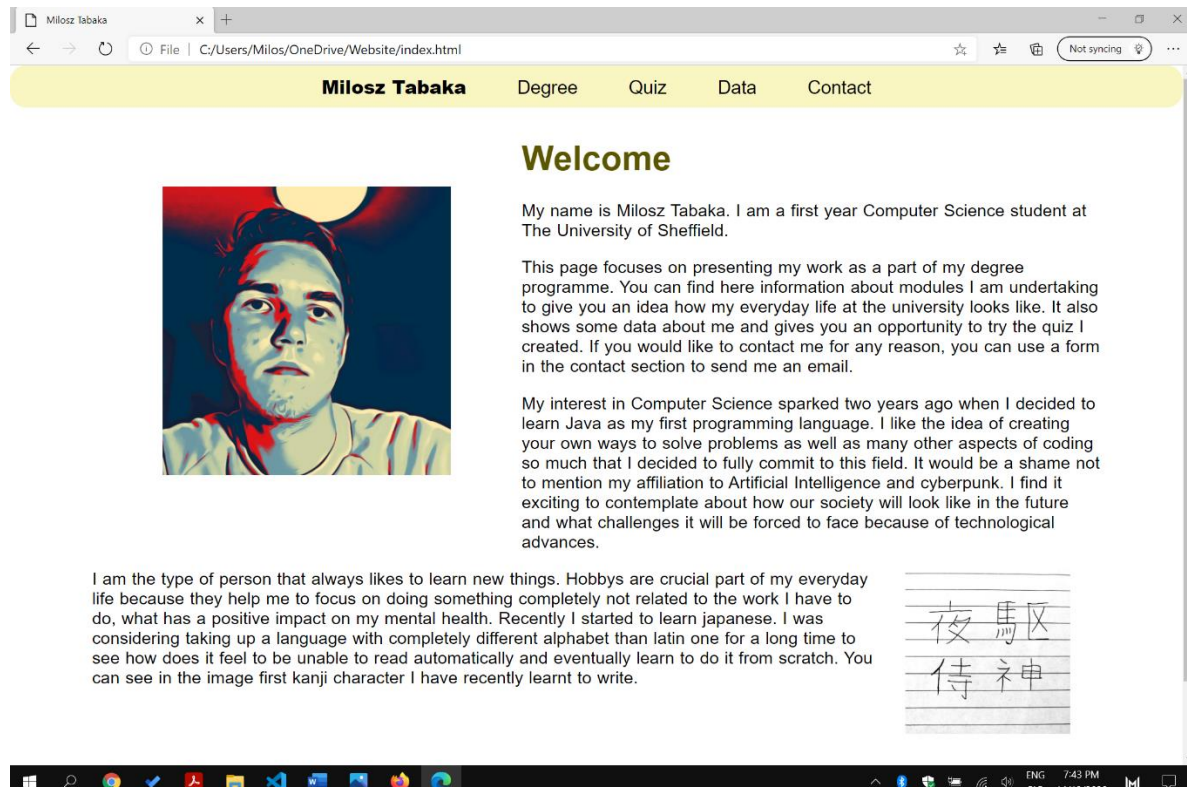 Milosz Tabaka
File
C:/Users/Milos/OneDrive/Website/index.html
Not syncing
Milosz Tabaka Degree Quiz Data Contact
Welcome
My name is Milosz Tabaka. I am a first year Computer Science student at
The University of Sheffield.
This page focuses on presenting my work as a part of my degree
programme. You can find here information about modules I am undertaking
to give you an idea how my everyday life at the university looks like. It also
shows some data about me and gives you an opportunity to try the quiz I
created. If you would like to contact me for any reason, you can use a form
in the contact section to send me an email.
My interest in Computer Science sparked two years ago when I decided to
learn Java as my first programming language. I like the idea of creating
your own ways to solve problems as well as many other aspects of coding
so much that I decided to fully commit to this field. It would be a shame not
to mention my affiliation to Artificial Intelligence and cyberpunk. I find it
exciting to contemplate about how our society will look like in the future
and what challenges it will be forced to face because of technological
advances.
I am the type of person that always likes to learn new things. Hobbys are crucial part of my everyday
life because they help me to focus on doing something completely not related to the work I have to
do, what has a positive impact on my mental health. Recently I started to learn japanese. I was
considering taking up a language with completely different alphabet than latin one for a long time to
see how does it feel to be unable to read automatically and eventually learn to do it from scratch. You
can see in the image first kanji character I have recently learnt to write.
夜 駆
侍 神
ENG 7:43 PM